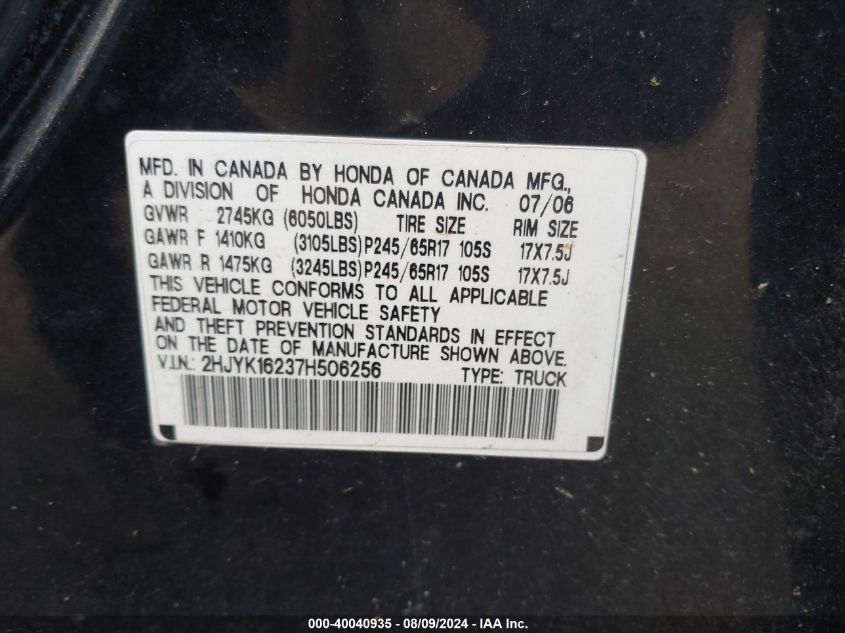 MFD. IN CANADA BY HONDA OF CANADA MFG.,
A DIVISION OF HONDA CANADA INC. 07/06
GVWR 2745KG (6050LBS) TIRE SIZE RIM SIZE
GAWR F 1410KG (3105LBS) P245/65R17 105S 17X7.5J
GAWR R 1475KG (3245LBS) P245/65R17 105S 17X7.5J
THIS VEHICLE CONFORMS TO ALL APPLICABLE
FEDERAL MOTOR VEHICLE SAFETY
AND THEFT PREVENTION STANDARDS IN EFFECT
ON THE DATE OF MANUFACTURE SHOWN ABOVE.
V.I.N.: 2HJYK16237H506256 TYPE: TRUCK
000-40040935 - 08/09/2024 - IAA Inc.